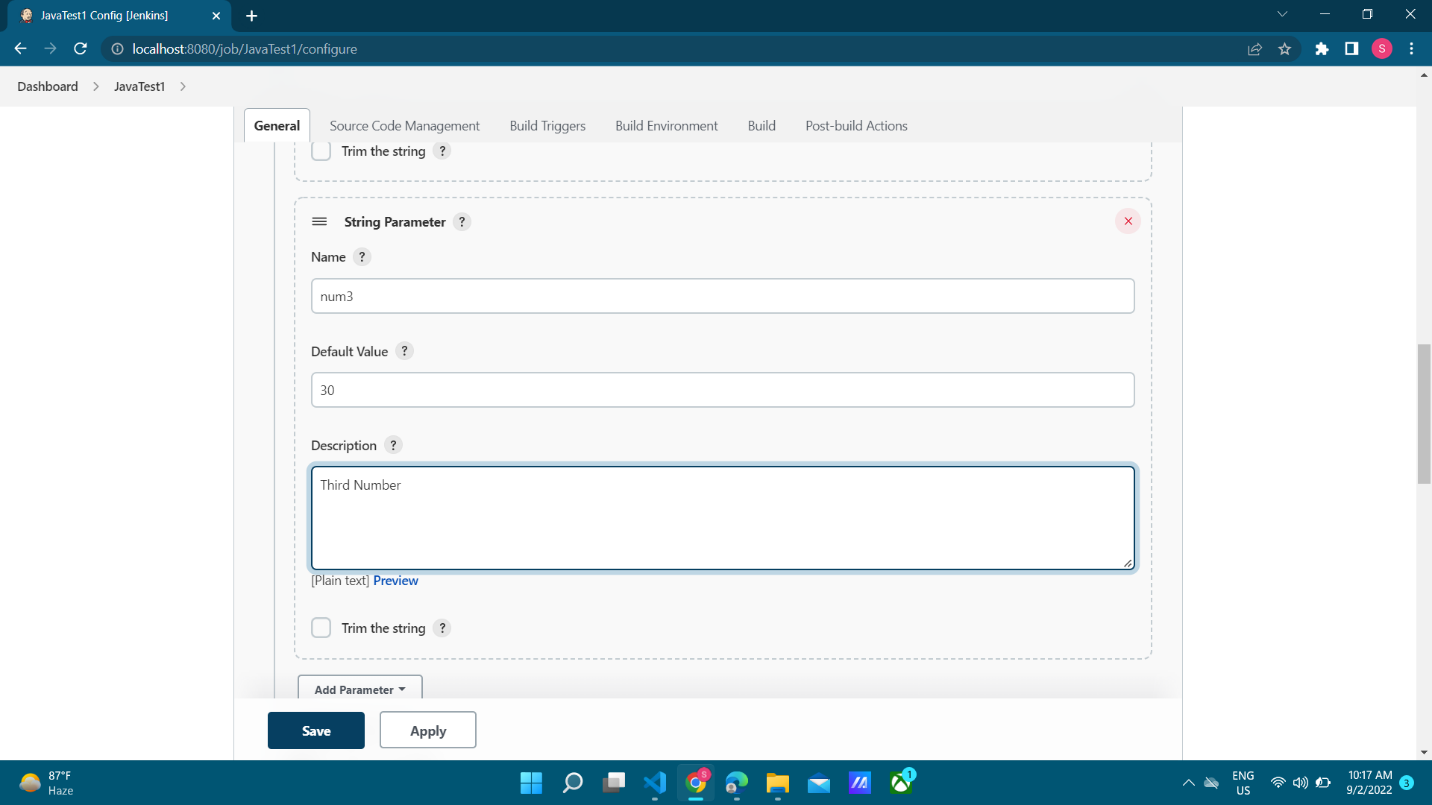 JavaTest1 Config [Jenkins]
localhost:8080/job/JavaTest1/configure
S
Dashboard
JavaTest1
General
Source Code Management
Build Triggers
Build Environment
Build
Post-build Actions
Trim the string ?
String Parameter ?
Name ?
num3
Default Value ?
30
Description ?
Third Number
[Plain text] Preview
Trim the string ?
Add Parameter
Save
Apply
87°F
Haze
S
1
ENG
US
10:17 AM
9/2/2022
3